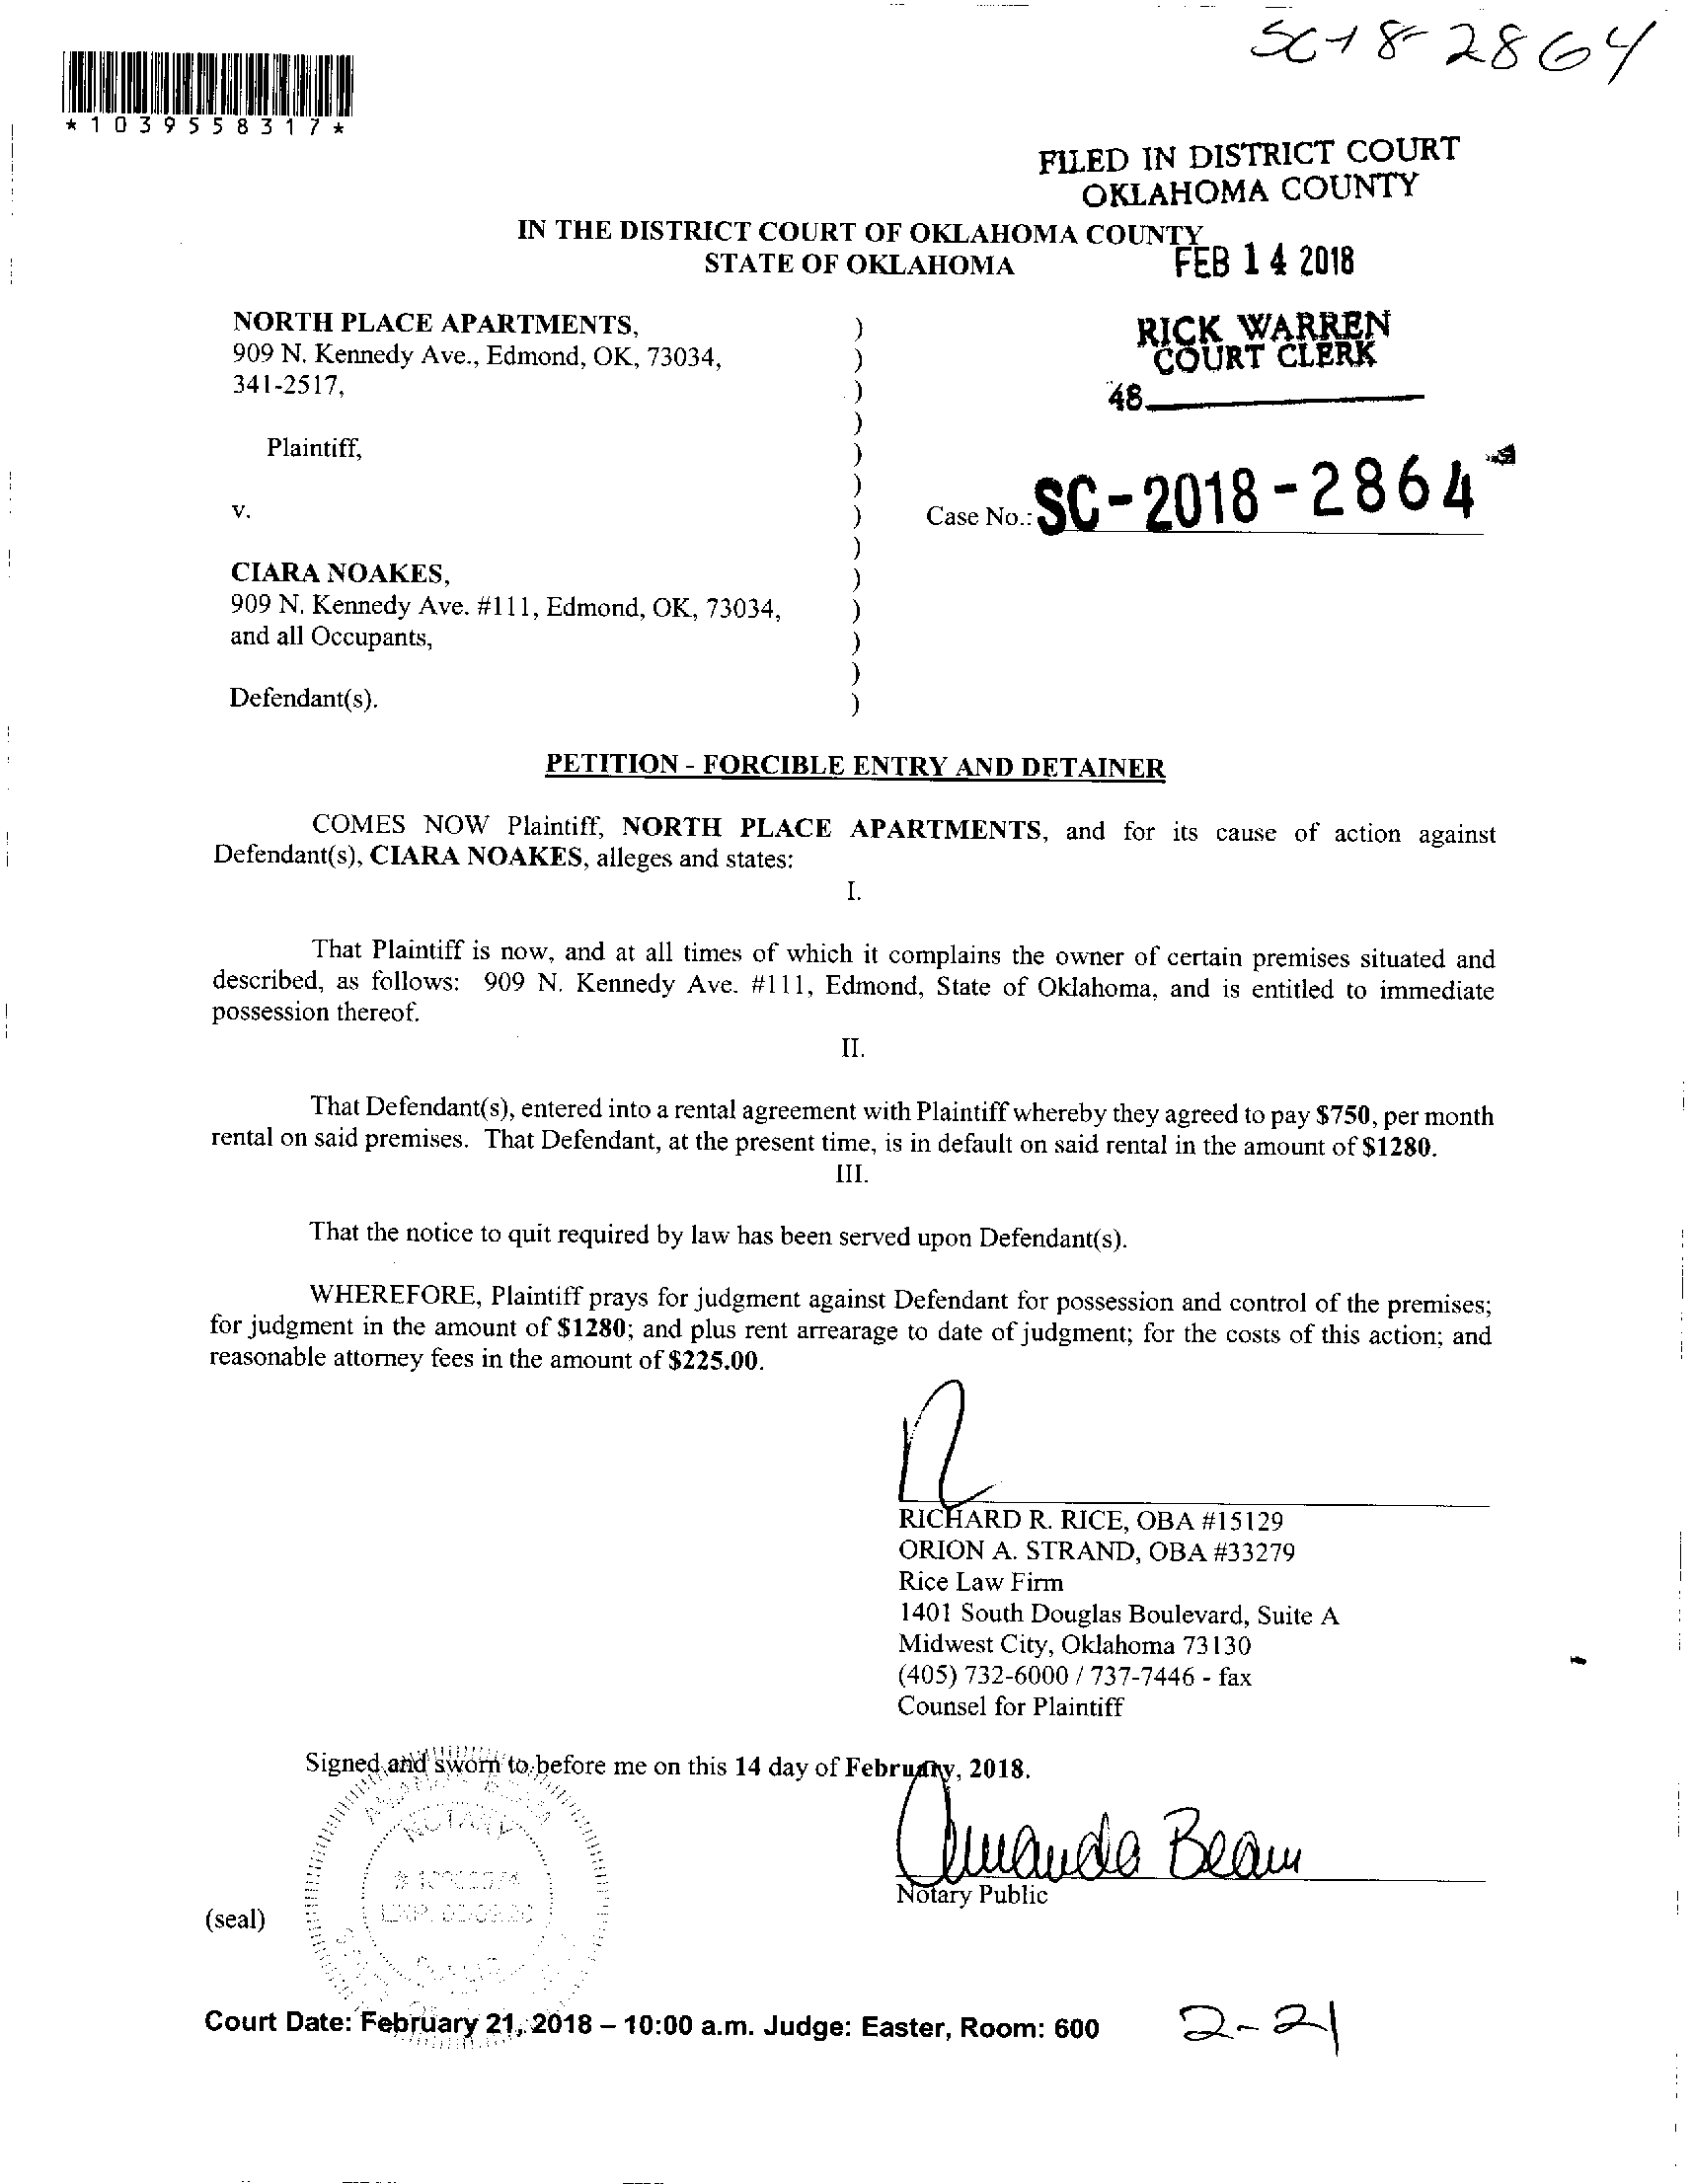 SC-18-2864
*1039558317*
FILED IN DISTRICT COURT
OKLAHOMA COUNTY
IN THE DISTRICT COURT OF OKLAHOMA COUNTY
STATE OF OKLAHOMA
FEB 14 2018
NORTH PLACE APARTMENTS, )
909 N. Kennedy Ave., Edmond, OK, 73034, )
341-2517, )
RICK WARREN
COURT CLERK
48
)
Plaintiff, )
)
v. )
Case No.: SC-2018-2864
)
CIARA NOAKES, )
909 N. Kennedy Ave. #111, Edmond, OK, 73034, )
and all Occupants, )
)
Defendant(s). )
PETITION - FORCIBLE ENTRY AND DETAINER
COMES NOW Plaintiff, NORTH PLACE APARTMENTS, and for its cause of action against
Defendant(s), CIARA NOAKES, alleges and states:
I.
That Plaintiff is now, and at all times of which it complains the owner of certain premises situated and
described, as follows: 909 N. Kennedy Ave. #111, Edmond, State of Oklahoma, and is entitled to immediate
possession thereof.
II.
That Defendant(s), entered into a rental agreement with Plaintiff whereby they agreed to pay $750, per month
rental on said premises. That Defendant, at the present time, is in default on said rental in the amount of $1280.
III.
That the notice to quit required by law has been served upon Defendant(s).
WHEREFORE, Plaintiff prays for judgment against Defendant for possession and control of the premises;
for judgment in the amount of $1280; and plus rent arrearage to date of judgment; for the costs of this action; and
reasonable attorney fees in the amount of $225.00.
RICHARD R. RICE, OBA #15129
ORION A. STRAND, OBA #33279
Rice Law Firm
1401 South Douglas Boulevard, Suite A
Midwest City, Oklahoma 73130
(405) 732-6000 / 737-7446 - fax
Counsel for Plaintiff
Signed and sworn to before me on this 14 day of February, 2018.
NOTARY
Amanda Beam
Notary Public
(seal)
Court Date: February 21, 2018 – 10:00 a.m. Judge: Easter, Room: 600
2-21